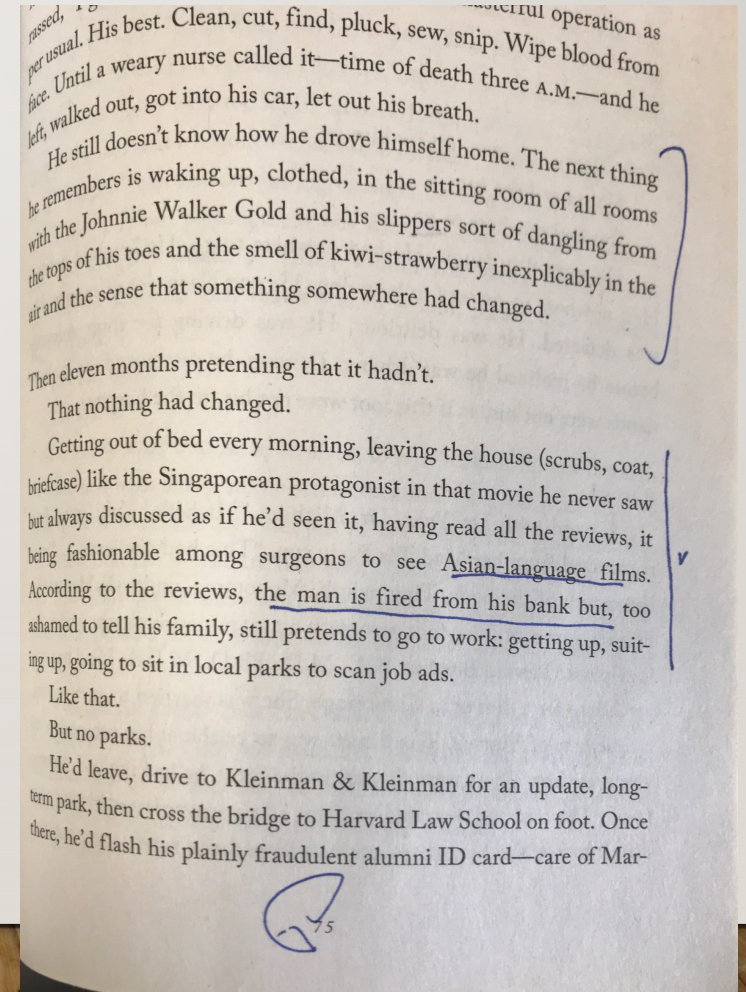 rassed,
masterful operation as
per usual. His best. Clean, cut, find, pluck, sew, snip. Wipe blood from
face. Until a weary nurse called it—time of death three A.M.—and he
left, walked out, got into his car, let out his breath.
He still doesn't know how he drove himself home. The next thing
he remembers is waking up, clothed, in the sitting room of all rooms
with the Johnnie Walker Gold and his slippers sort of dangling from
the tops of his toes and the smell of kiwi-strawberry inexplicably in the
air and the sense that something somewhere had changed.
Then eleven months pretending that it hadn't.
That nothing had changed.
Getting out of bed every morning, leaving the house (scrubs, coat,
briefcase) like the Singaporean protagonist in that movie he never saw
but always discussed as if he'd seen it, having read all the reviews, it
being fashionable among surgeons to see Asian-language films.
According to the reviews, the man is fired from his bank but, too
ashamed to tell his family, still pretends to go to work: getting up, suit-
ing up, going to sit in local parks to scan job ads.
Like that.
But no parks.
He'd leave, drive to Kleinman & Kleinman for an update, long-
term park, then cross the bridge to Harvard Law School on foot. Once
there, he'd flash his plainly fraudulent alumni ID card—care of Mar-
75